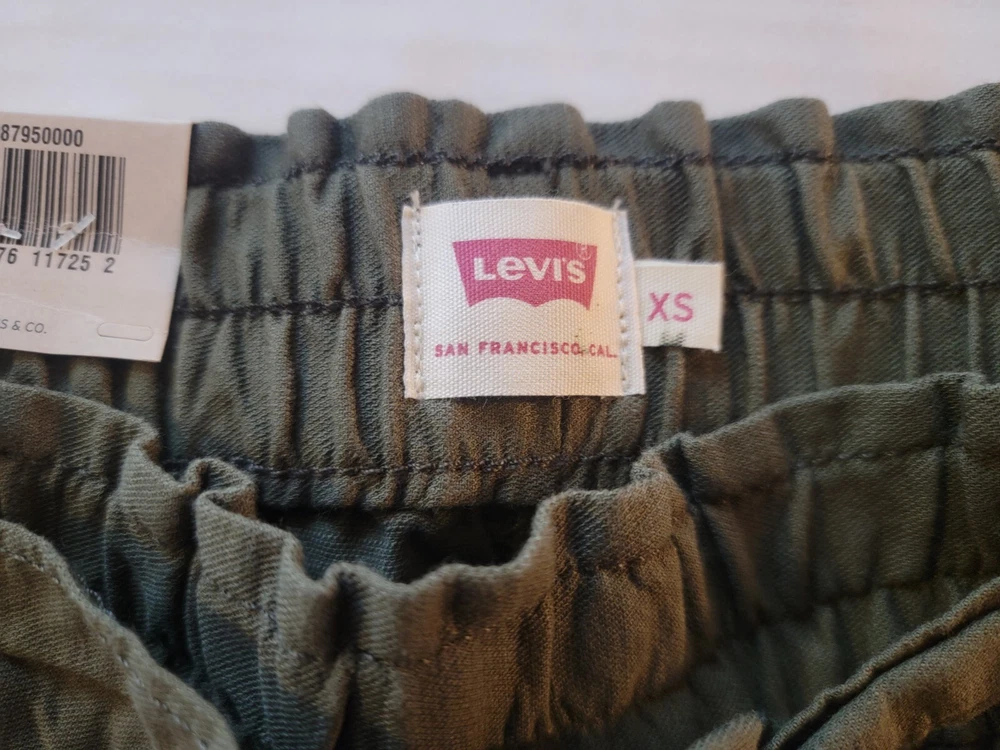 87950000
76 11725 2
S & CO.
LEVI'S®
SAN FRANCISCO, CAL.
XS